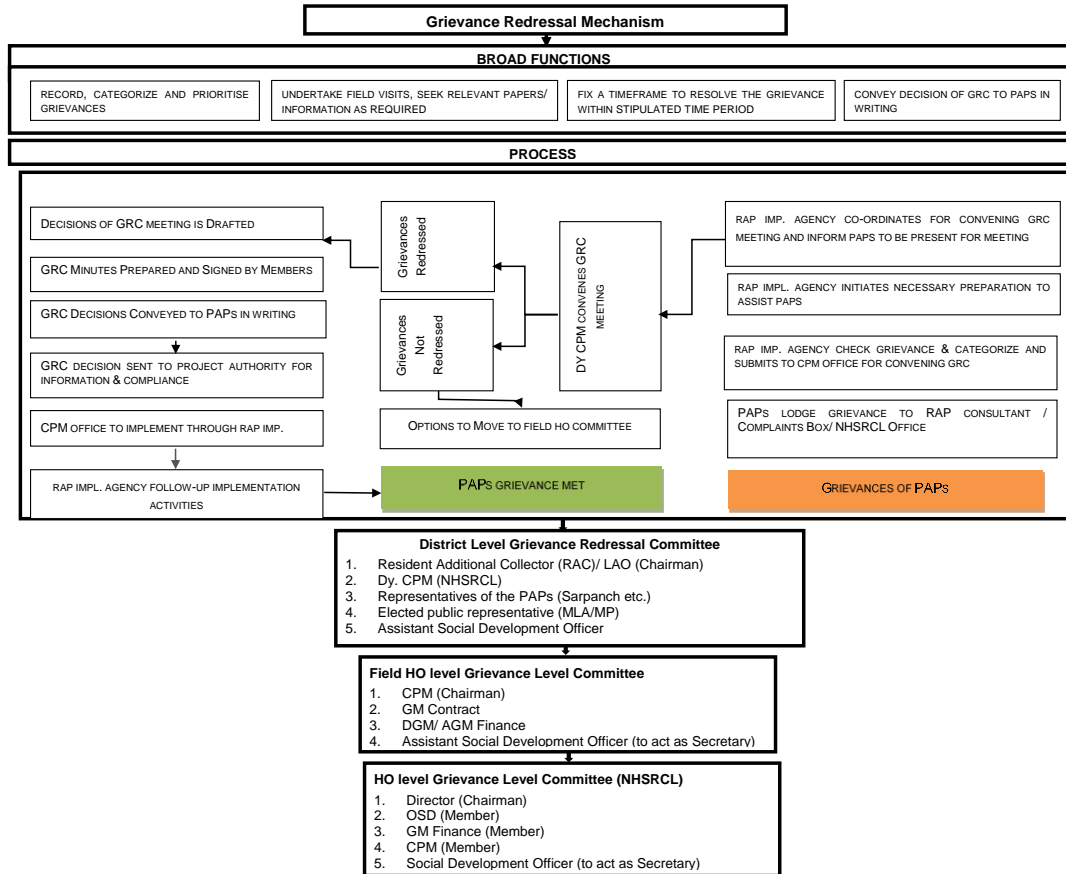 Grievance Redressal Mechanism
BROAD FUNCTIONS
RECORD, CATEGORIZE AND PRIORITISE
GRIEVANCES
UNDERTAKE FIELD VISITS, SEEK RELEVANT PAPERS/
INFORMATION AS REQUIRED
FIX A TIMEFRAME TO RESOLVE THE GRIEVANCE
WITHIN STIPULATED TIME PERIOD
CONVEY DECISION OF GRC TO PAPS IN
WRITING
PROCESS
DECISIONS OF GRC MEETING IS DRAFTED
GRC MINUTES PREPARED AND SIGNED BY MEMBERS
GRC DECISIONS CONVEYED TO PAPS IN WRITING
GRC DECISION SENT TO PROJECT AUTHORITY FOR
INFORMATION & COMPLIANCE
CPM OFFICE TO IMPLEMENT THROUGH RAP IMP.
RAP IMPL. AGENCY FOLLOW-UP IMPLEMENTATION
ACTIVITIES
Grievances
Redressed
Grievances
Not
Redressed
OPTIONS TO MOVE TO FIELD HO COMMITTEE
PAPS GRIEVANCE MET
DY CPM CONVENES GRC
MEETING
RAP IMP. AGENCY CO-ORDINATES FOR CONVENING GRC
MEETING AND INFORM PAPS TO BE PRESENT FOR MEETING
RAP IMPL. AGENCY INITIATES NECESSARY PREPARATION TO
ASSIST PAPS
RAP IMP. AGENCY CHECK GRIEVANCE & CATEGORIZE AND
SUBMITS TO CPM OFFICE FOR CONVENING GRC
PAPS LODGE GRIEVANCE TO RAP CONSULTANT /
COMPLAINTS BOX/ NHSRCL OFFICE
GRIEVANCES OF PAPS
District Level Grievance Redressal Committee
1. Resident Additional Collector (RAC)/ LAO (Chairman)
2. Dy. CPM (NHSRCL)
3. Representatives of the PAPs (Sarpanch etc.)
4. Elected public representative (MLA/MP)
5. Assistant Social Development Officer
Field HO level Grievance Level Committee
1. CPM (Chairman)
2. GM Contract
3. DGM/ AGM Finance
4. Assistant Social Development Officer (to act as Secretary)
HO level Grievance Level Committee (NHSRCL)
1. Director (Chairman)
2. OSD (Member)
3. GM Finance (Member)
4. CPM (Member)
5. Social Development Officer (to act as Secretary)